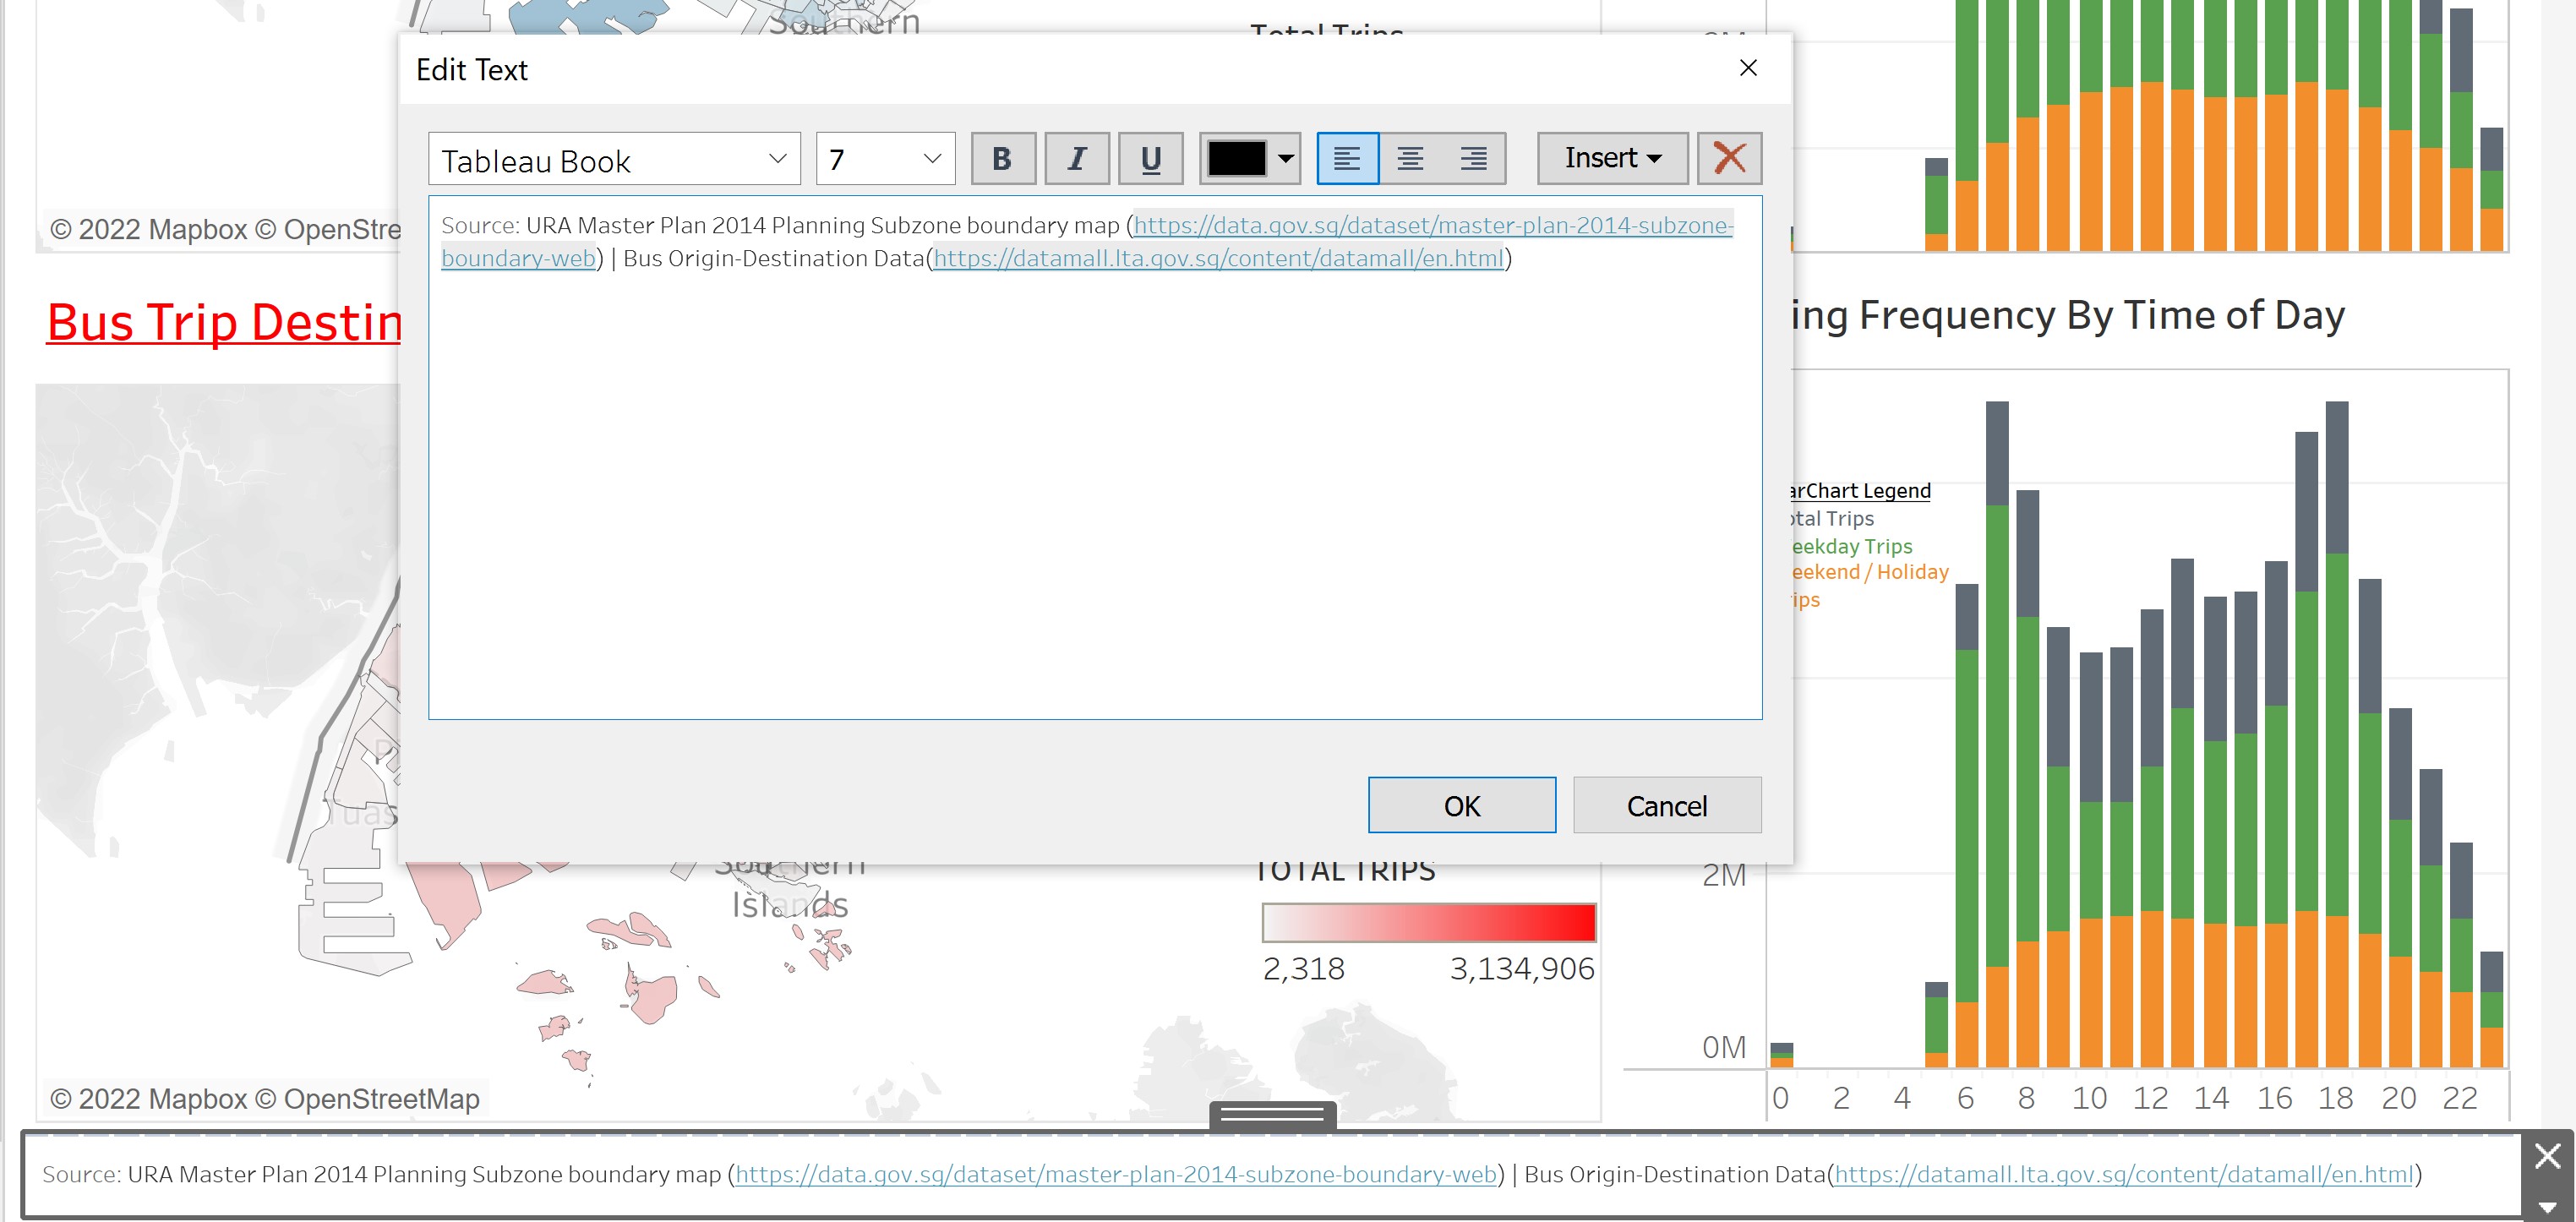 Southern
Total Trips
Edit Text
Tableau Book
7
B
I
U
Insert
Source: URA Master Plan 2014 Planning Subzone boundary map (https://data.gov.sg/dataset/master-plan-2014-subzone-
boundary-web) | Bus Origin-Destination Data(https://datamall.lta.gov.sg/content/datamall/en.html)
OK
Cancel
© 2022 Mapbox © OpenStre
Bus Trip Destin
ing Frequency By Time of Day
arChart Legend
otal Trips
eekday Trips
eekend / Holiday
rips
Tuas
Southern
Islands
TOTAL TRIPS
2,318 3,134,906
2M
0M
0 2 4 6 8 10 12 14 16 18 20 22
© 2022 Mapbox © OpenStreetMap
Source: URA Master Plan 2014 Planning Subzone boundary map (https://data.gov.sg/dataset/master-plan-2014-subzone-boundary-web) | Bus Origin-Destination Data(https://datamall.lta.gov.sg/content/datamall/en.html)